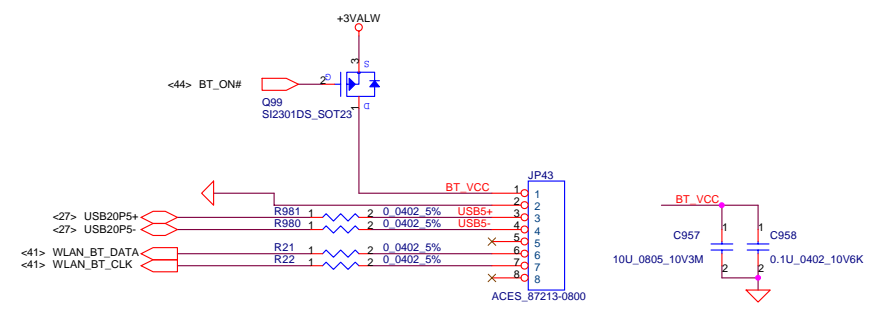 +3VALW
3
S
<44> BT_ON#
2
G
Q99
SI2301DS_SOT23
1
D
JP43
BT_VCC
1
1
2
2
<27> USB20P5+
R981
1
2
0_0402_5%
USB5+
3
3
<27> USB20P5-
R980
1
2
0_0402_5%
USB5-
4
4
5
5
<41> WLAN_BT_DATA
R21
1
2
0_0402_5%
6
6
<41> WLAN_BT_CLK
R22
1
2
0_0402_5%
7
7
8
8
ACES_87213-0800
BT_VCC
1
1
C957
C958
10U_0805_10V3M
0.1U_0402_10V6K
2
2